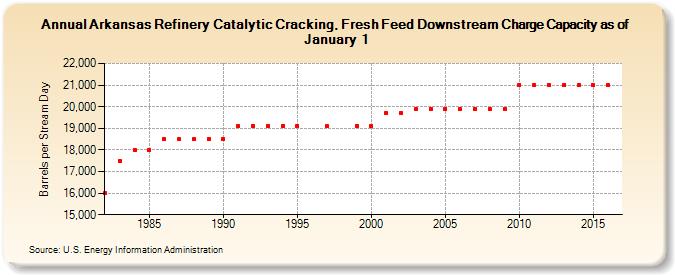 Annual Arkansas Refinery Catalytic Cracking, Fresh Feed Downstream Charge Capacity as of
January 1
Barrels per Stream Day
22,000
21,000
20,000
19,000
18,000
17,000
16,000
15,000
1985 1990 1995 2000 2005 2010 2015
Source: U.S. Energy Information Administration